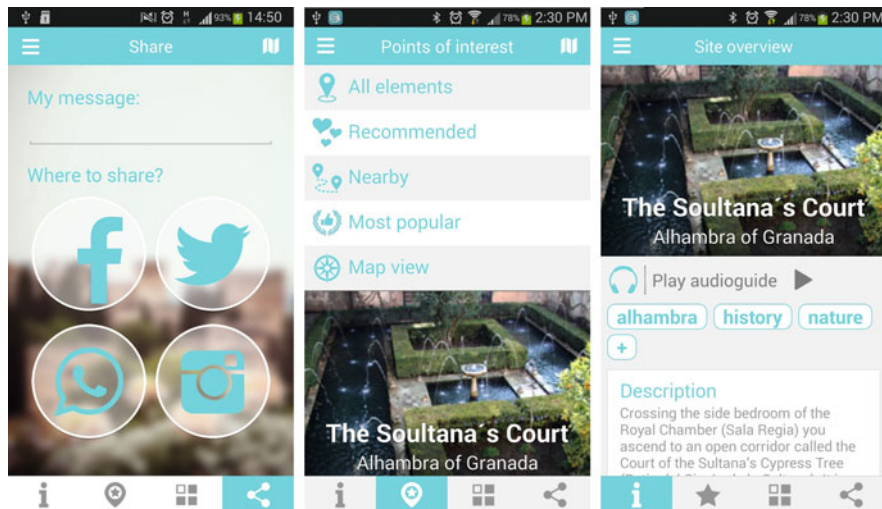 93% 14:50
Share
My message:
Where to share?
78% 2:30 PM
Points of interest
All elements
Recommended
Nearby
Most popular
Map view
The Soultana´s Court
Alhambra of Granada
78% 2:30 PM
Site overview
The Soultana´s Court
Alhambra of Granada
Play audioguide
alhambra history nature
+
Description
Crossing the side bedroom of the
Royal Chamber (Sala Regia) you
ascend to an open corridor called the
Court of the Sultana's Cypress Tree